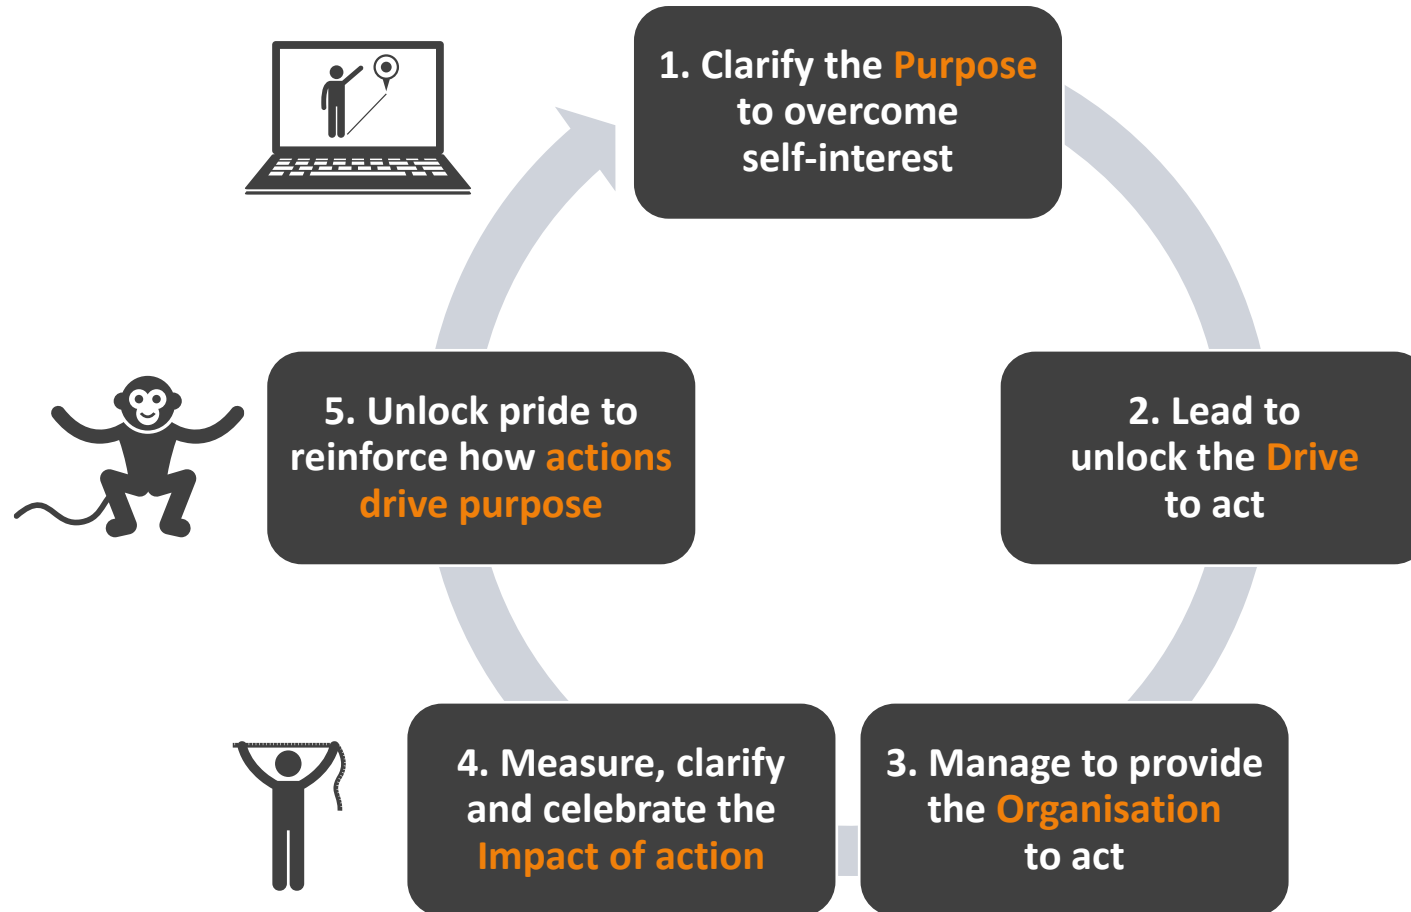 1. Clarify the Purpose
to overcome
self-interest
2. Lead to
unlock the Drive
to act
3. Manage to provide
the Organisation
to act
4. Measure, clarify
and celebrate the
Impact of action
5. Unlock pride to
reinforce how actions
drive purpose